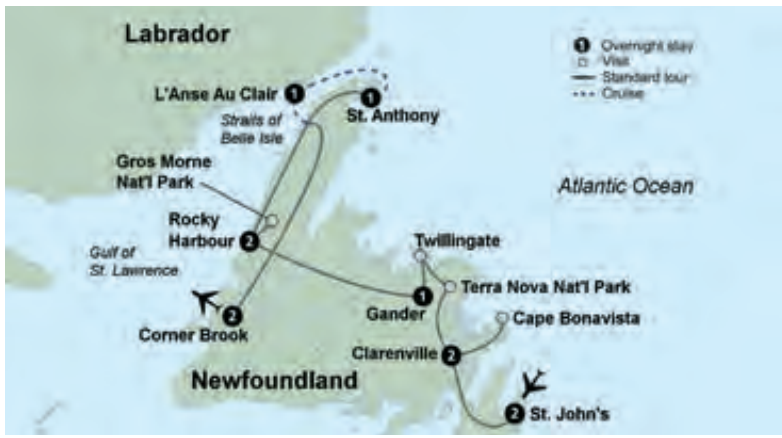 Labrador
1 Overnight stay
Visit
Standard tour
Cruise
L'Anse Au Clair 1
1
St. Anthony
Straits of
Belle Isle
Gros Morne
Nat'l Park
Atlantic Ocean
Rocky
Harbour 2
Gulf of
St. Lawrence
Twillingate
Terra Nova Nat'l Park
1
Gander
Cape Bonavista
2
Corner Brook
Clarenville 2
Newfoundland
2 St. John's